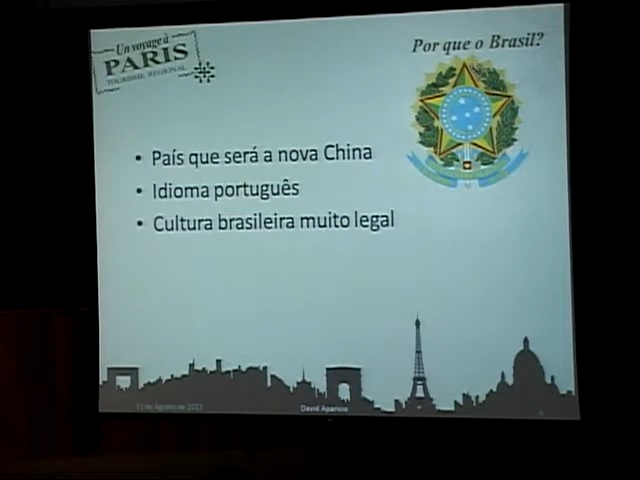 Un voyage à
PARIS
TOURISME REGIONAL
Por que o Brasil?
• País que será a nova China
• Idioma português
• Cultura brasileira muito legal
David Aparicio